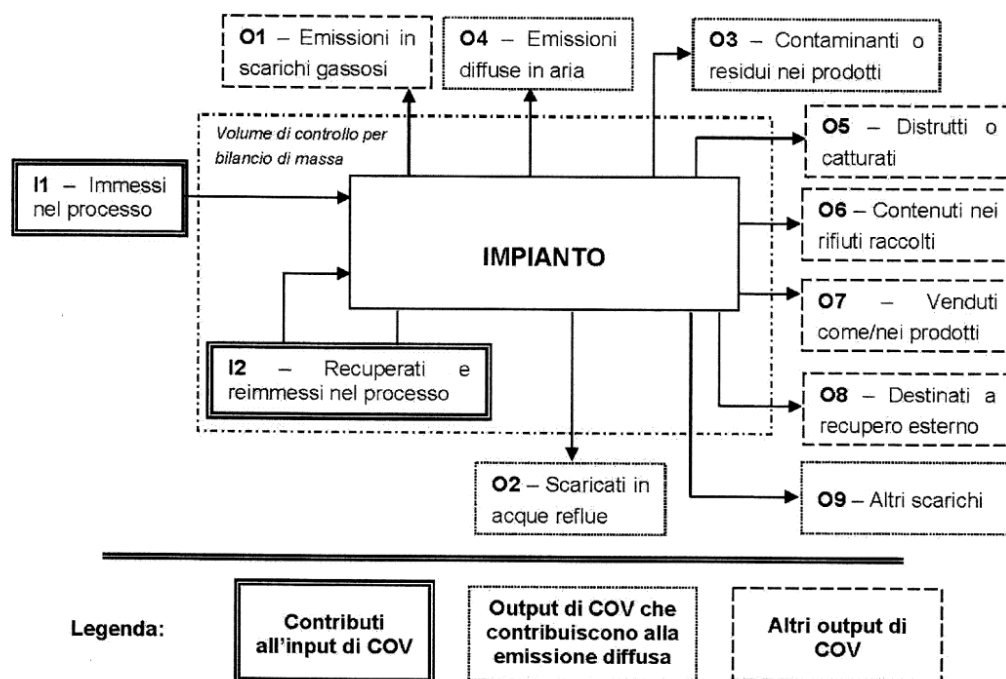 O1 – Emissioni in
scarichi gassosi
O4 – Emissioni
diffuse in aria
O3 – Contaminanti o
residui nei prodotti
Volume di controllo per
bilancio di massa
O5 – Distrutti o
catturati
I1 – Immessi
nel processo
O6 – Contenuti nei
rifiuti raccolti
IMPIANTO
O7 – Venduti
come/nei prodotti
I2 – Recuperati e
reimmessi nel processo
O8 – Destinati a
recupero esterno
O2 – Scaricati in
acque reflue
O9 – Altri scarichi
Legenda:
Contributi
all'input di COV
Output di COV che
contribuiscono alla
emissione diffusa
Altri output di
COV